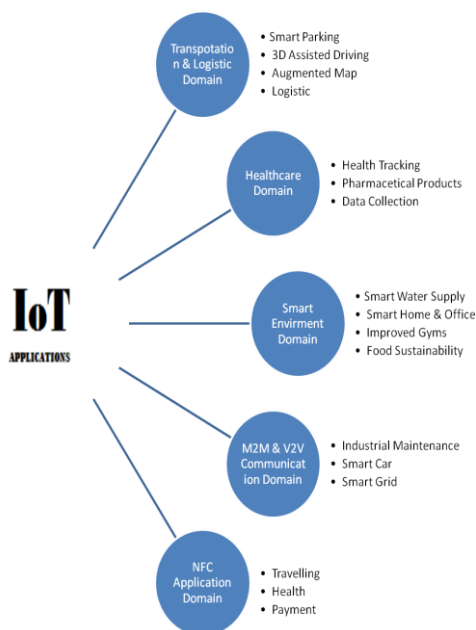 Transpotatio
n & Logistic
Domain
• Smart Parking
• 3D Assisted Driving
• Augmented Map
• Logistic
Healthcare
Domain
• Health Tracking
• Pharmacetical Products
• Data Collection
IoT
APPLICATIONS
Smart
Envirment
Domain
• Smart Water Supply
• Smart Home & Office
• Improved Gyms
• Food Sustainability
M2M & V2V
Communicat
ion Domain
• Industrial Maintenance
• Smart Car
• Smart Grid
NFC
Application
Domain
• Travelling
• Health
• Payment